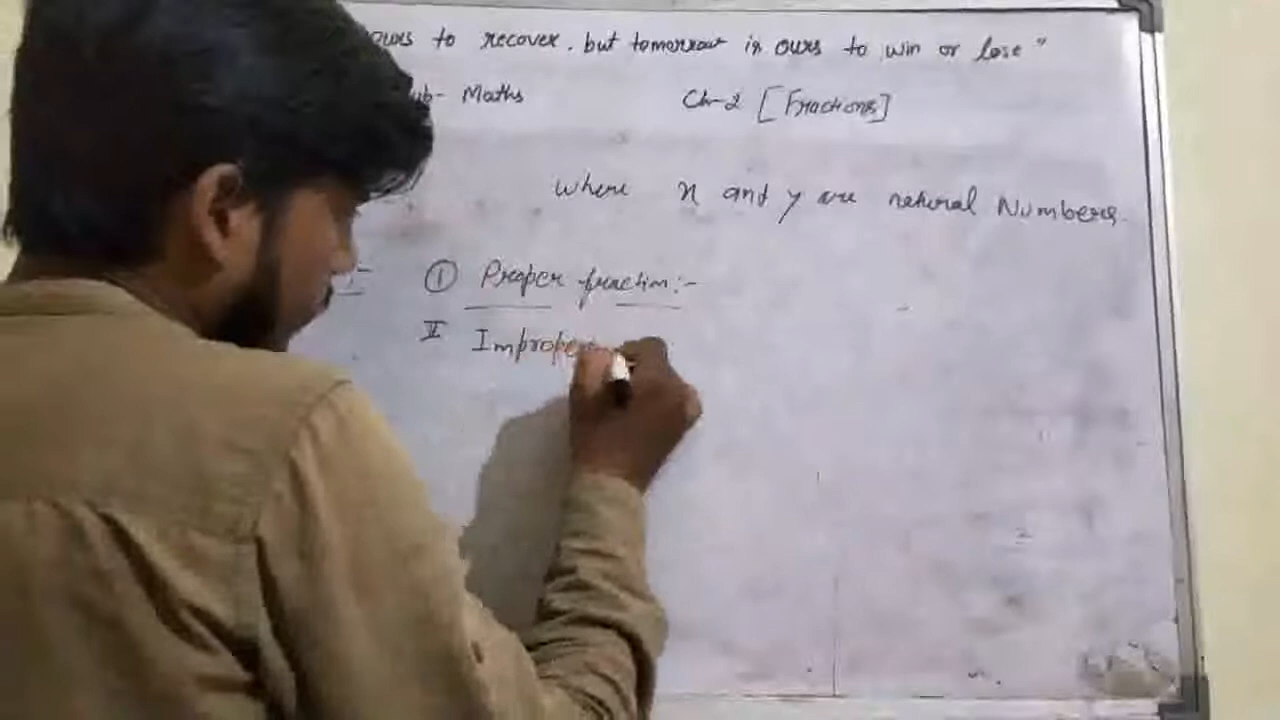 ours to recover. but tomorrow is ours to win or lose"
ub- Maths Ch-2 [Fractions]
where x and y are natural Numbers.
① Proper fraction:-
II Improper